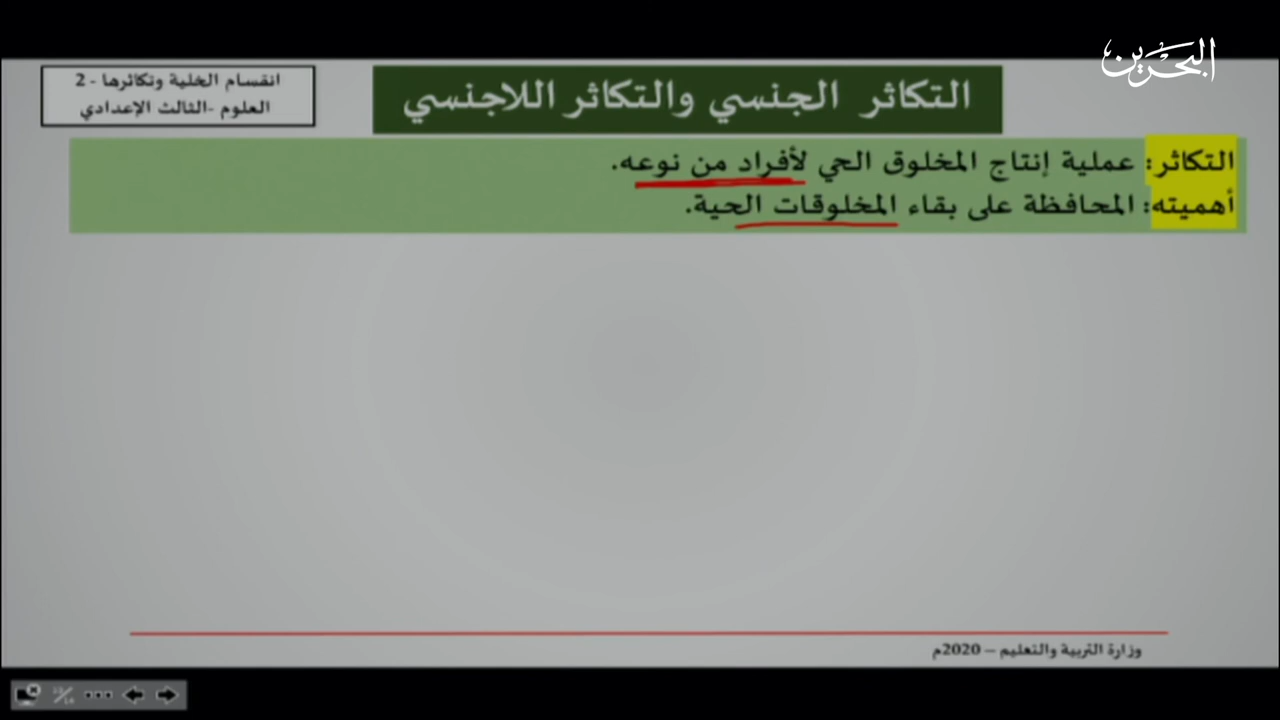 البحرين
التكاثر الجنسي والتكاثر اللاجنسي
انقسام الخلية وتكاثرها - 2
العلوم -الثالث الإعدادي
التكاثر: عملية إنتاج المخلوق الحي لأفراد من نوعه.
أهميته: المحافظة على بقاء المخلوقات الحية.
وزارة التربية والتعليم – 2020م